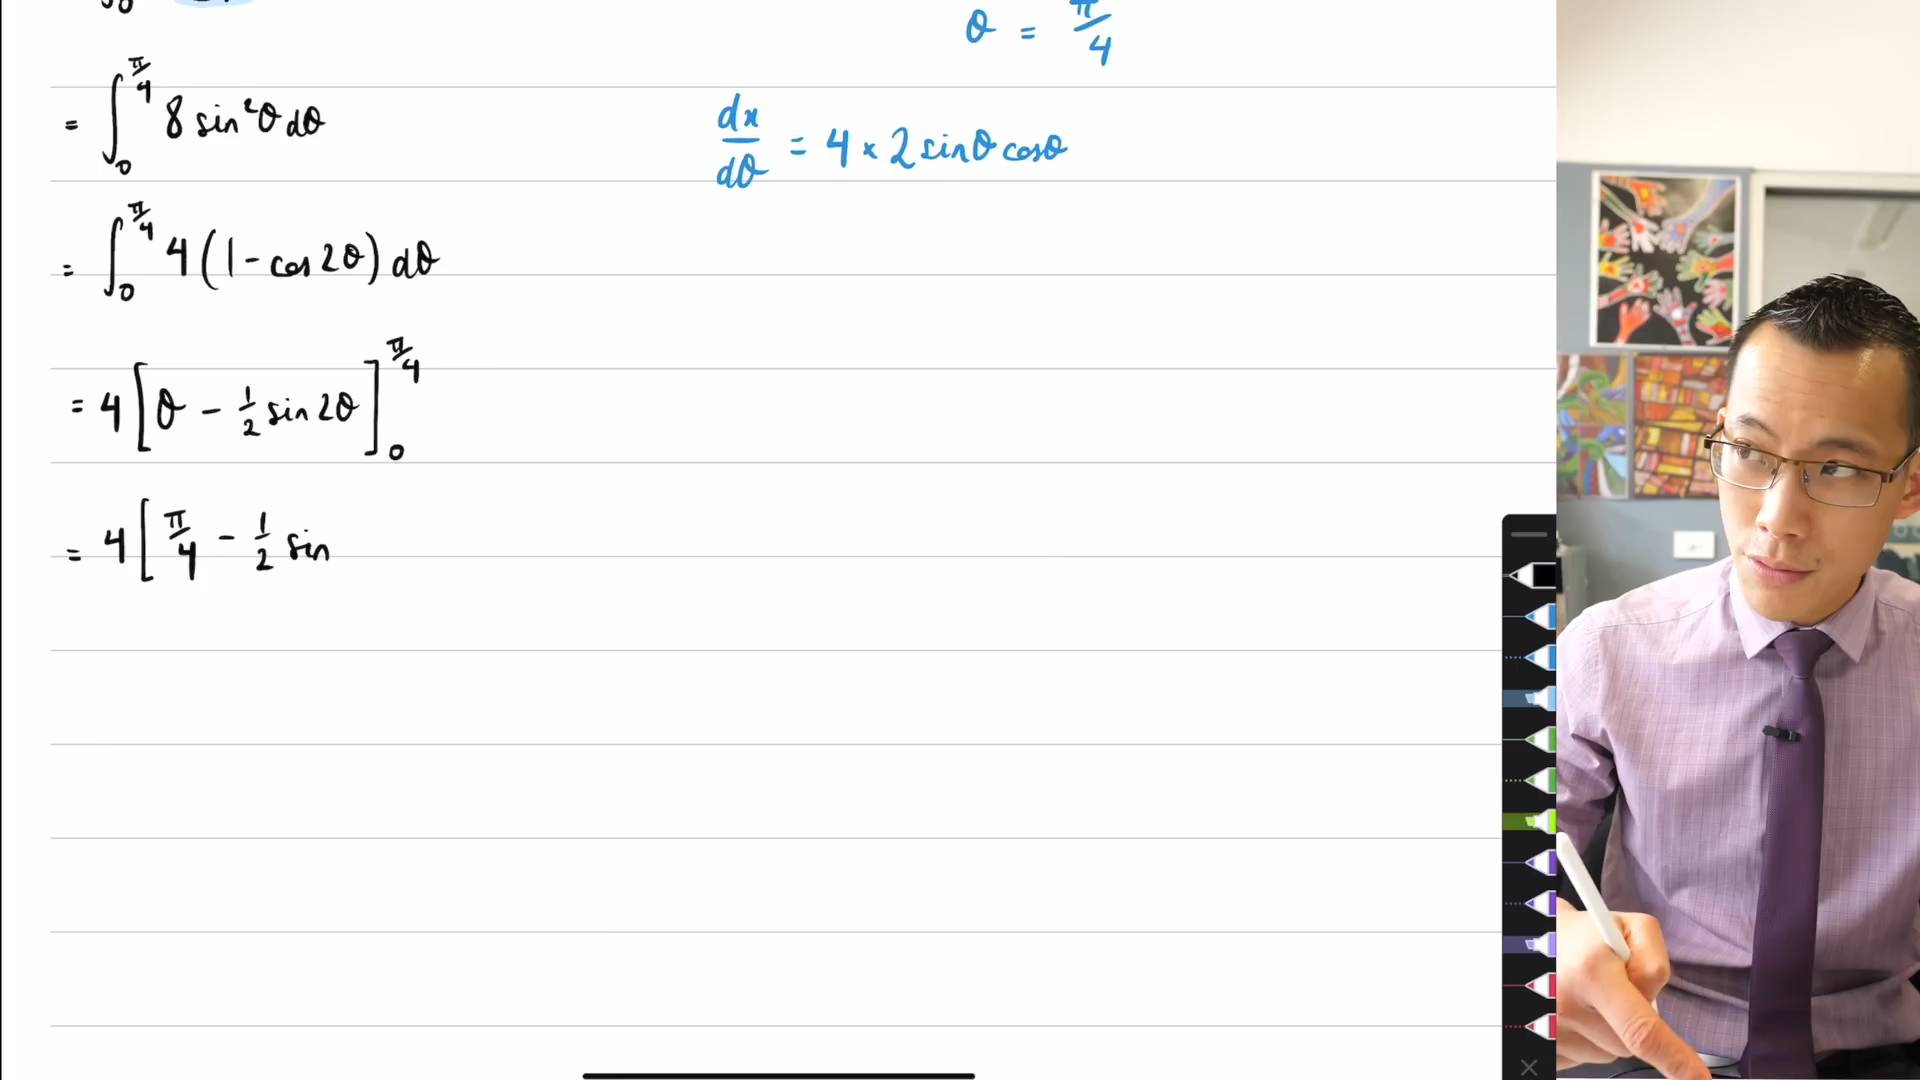 θ = π/4
= ∫₀^{π/4} 8 sin²θ dθ
dx/dθ = 4 × 2 sinθ cosθ
= ∫₀^{π/4} 4(1 - cos 2θ) dθ
= 4[θ - 1/2 sin 2θ]₀^{π/4}
= 4[π/4 - 1/2 sin